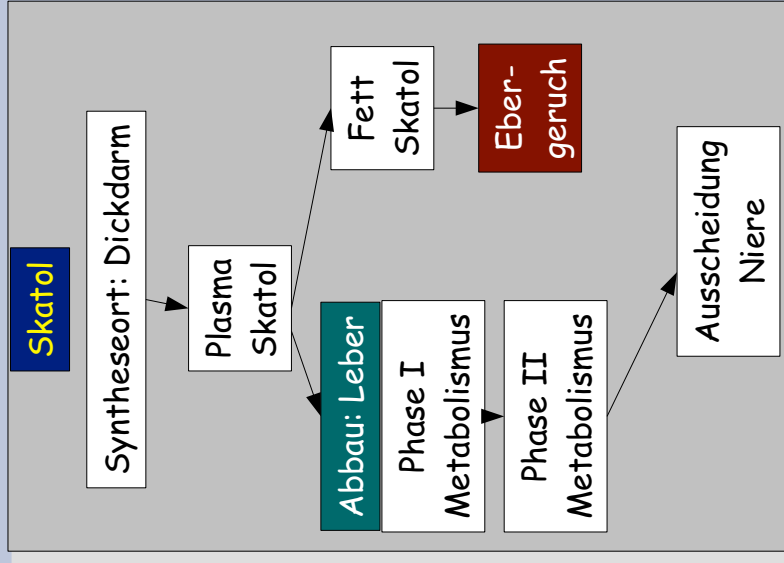 Skatol
Syntheseort: Dickdarm
Plasma
Skatol
Fett
Skatol
Eber-
geruch
Abbau: Leber
Phase I
Metabolismus
Phase II
Metabolismus
Ausscheidung
Niere